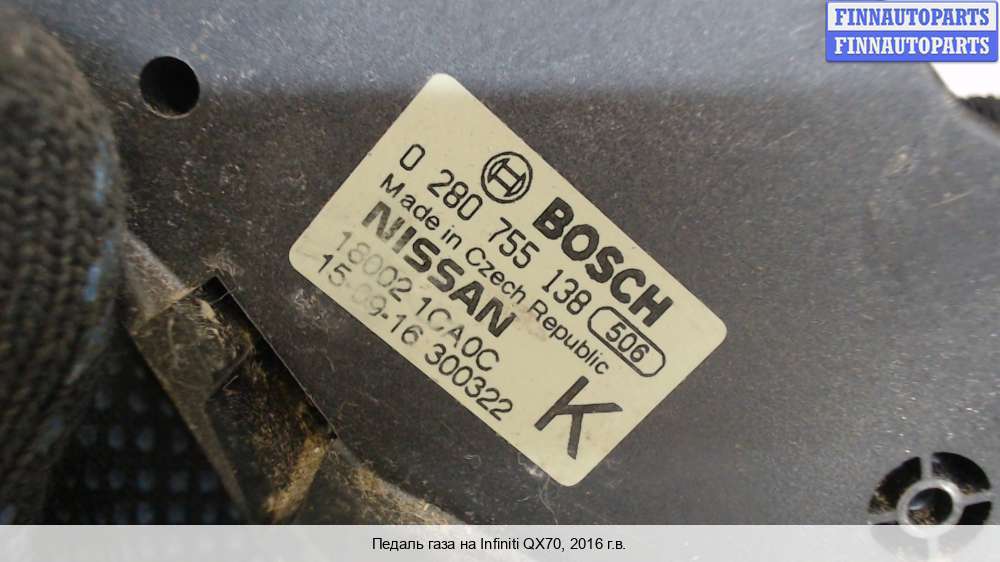 FINNAUTOPARTS
FINNAUTOPARTS
BOSCH
0 280 755 138 506
Made in Czech Republic
NISSAN
18002 1CA0C
15-09-16 300322
K
Педаль газа на Infiniti QX70, 2016 г.в.